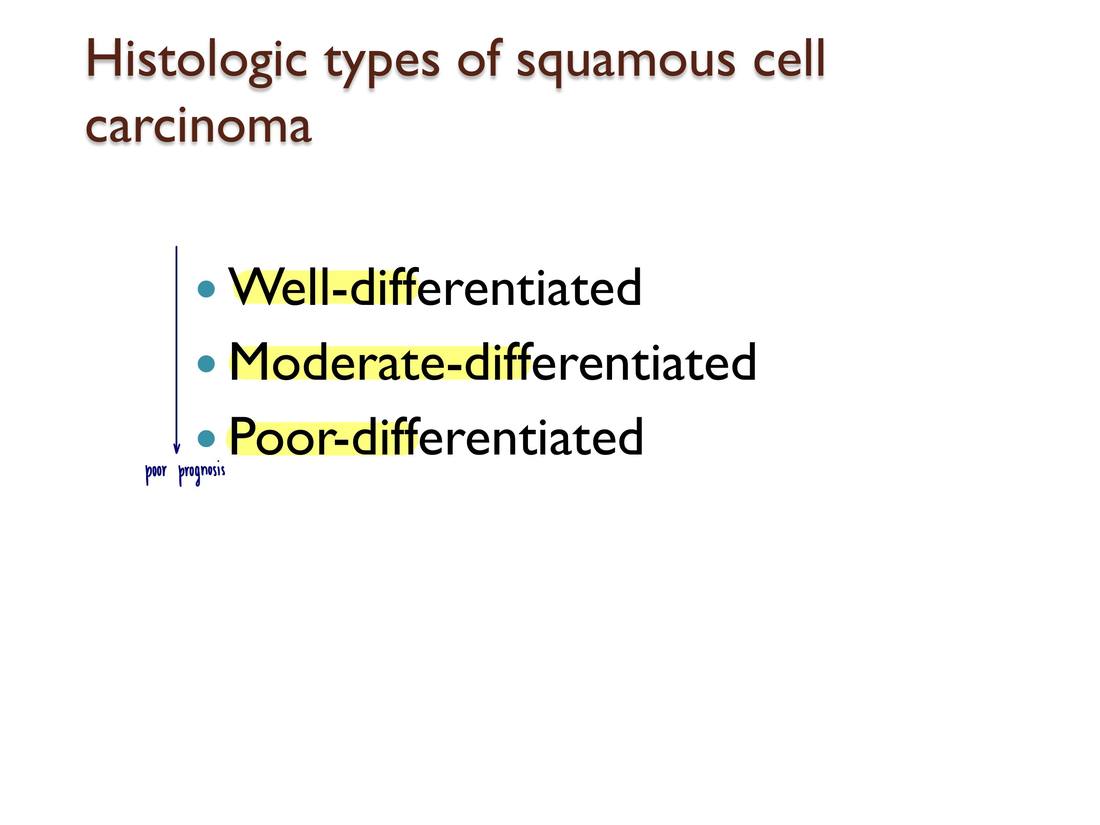 Histologic types of squamous cell
carcinoma
• Well-differentiated
• Moderate-differentiated
• Poor-differentiated
poor prognosis